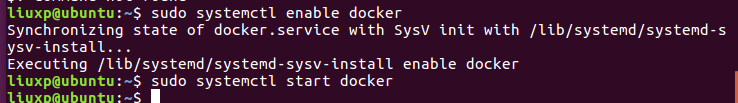 liuxp@ubuntu:~$ sudo systemctl enable docker
Synchronizing state of docker.service with SysV init with /lib/systemd/systemd-s
ysv-install...
Executing /lib/systemd/systemd-sysv-install enable docker
liuxp@ubuntu:~$ sudo systemctl start docker
liuxp@ubuntu:~$